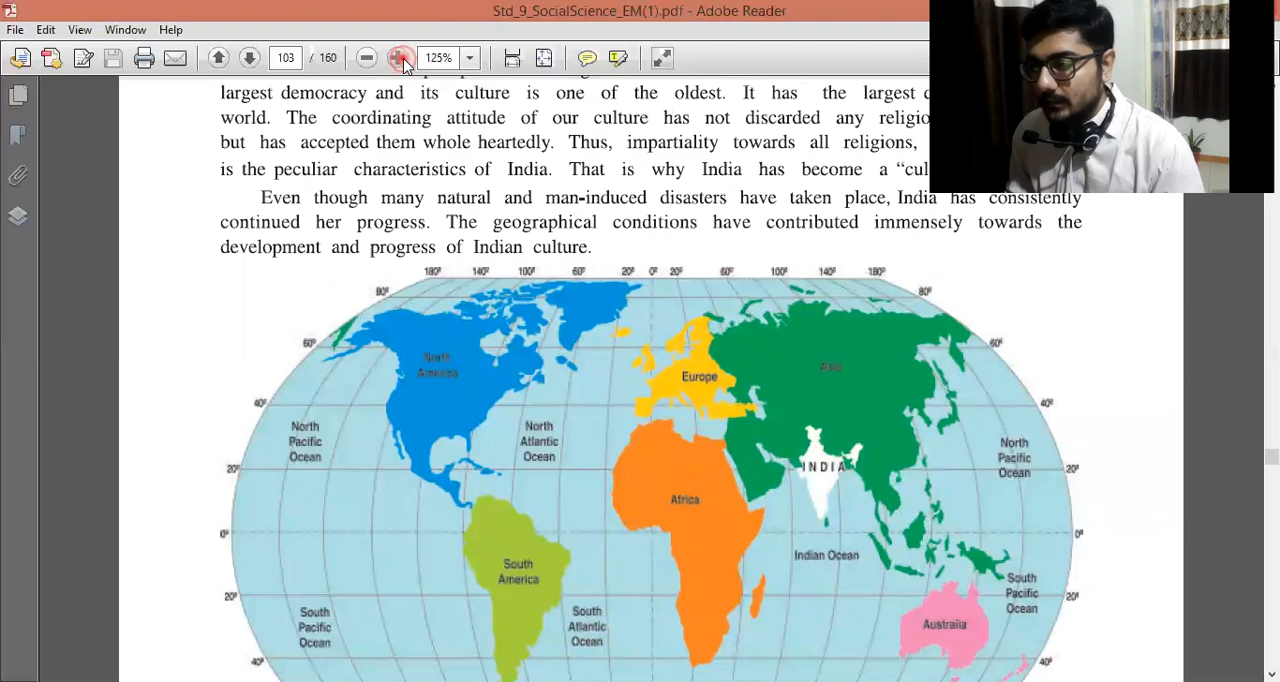 Std_9_SocialScience_EM(1).pdf - Adobe Reader
File Edit View Window Help
103 / 160 125%
largest democracy and its culture is one of the oldest. It has the largest
world. The coordinating attitude of our culture has not discarded any
but has accepted them whole heartedly. Thus, impartiality towards all religions,
is the peculiar characteristics of India. That is why India has become a
Even though many natural and man-induced disasters have taken place, India has consistently
continued her progress. The geographical conditions have contributed immensely towards the
development and progress of Indian culture.
180° 140° 100° 60° 20° 0° 20° 60° 100° 140° 180°
80° 80°
60° 60°
North
America
Europe
Asia
40° 40°
North
Pacific
Ocean
North
Atlantic
Ocean
North
Pacific
Ocean
INDIA
20° 20°
Africa
0° 0°
Indian Ocean
South
America
South
Pacific
Ocean
20° 20°
South
Pacific
Ocean
South
Atlantic
Ocean
Australia
40° 40°